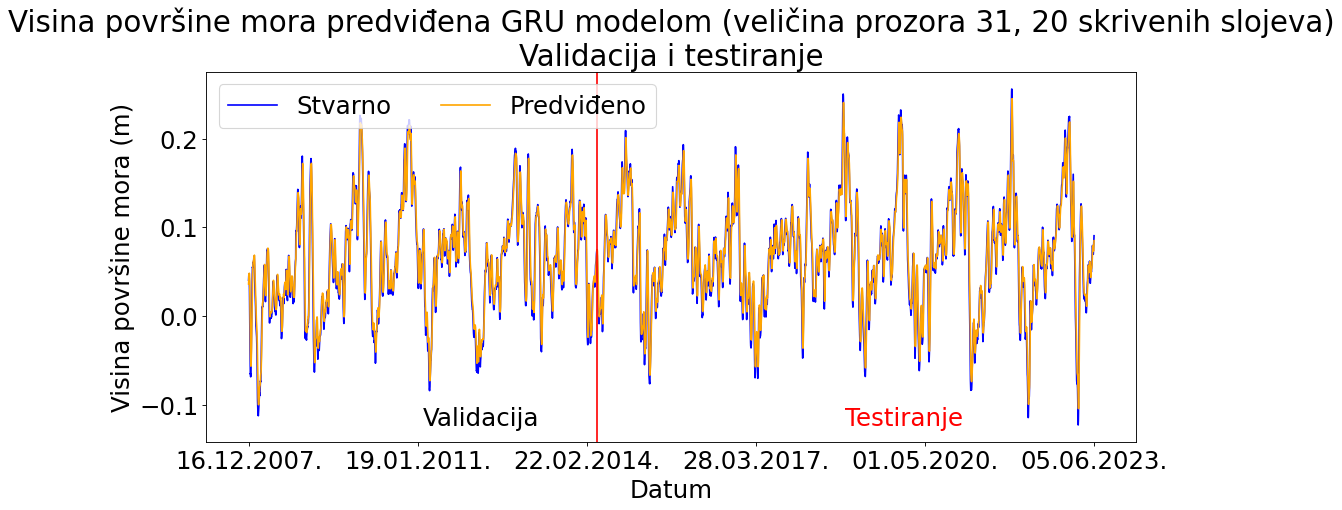 Visina površine mora predviđena GRU modelom (veličina prozora 31, 20 skrivenih slojeva)
Validacija i testiranje
Stvarno Predviđeno
Visina površine mora (m)
0.2
0.1
0.0
−0.1
Validacija Testiranje
16.12.2007. 19.01.2011. 22.02.2014. 28.03.2017. 01.05.2020. 05.06.2023.
Datum